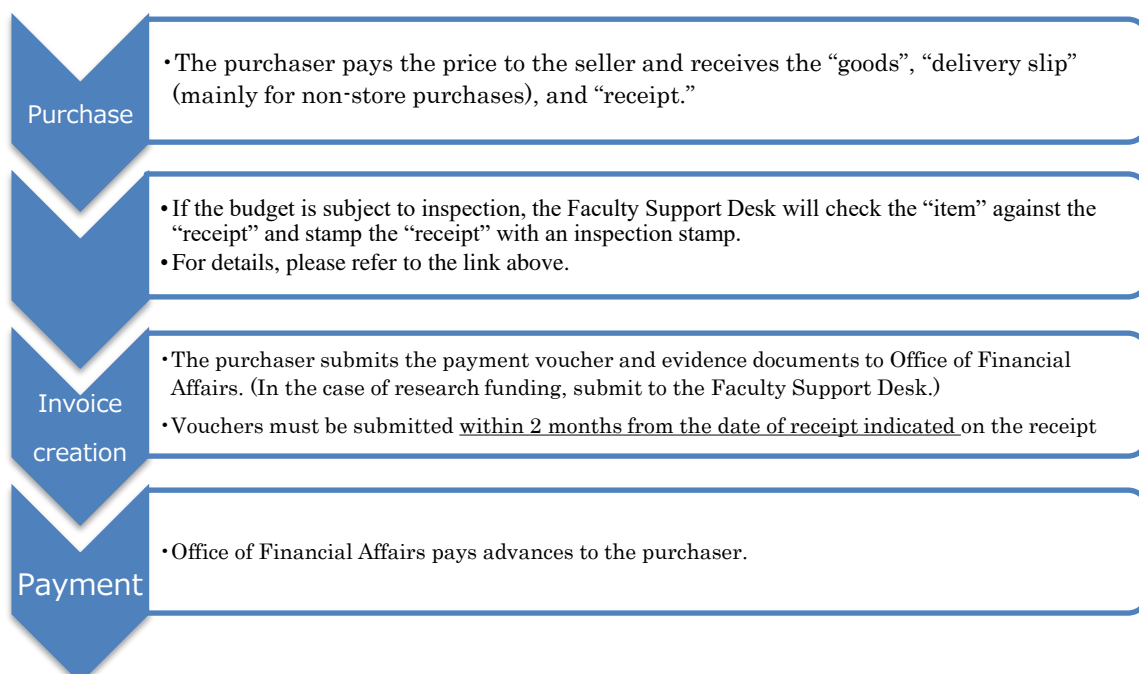 Purchase
・The purchaser pays the price to the seller and receives the “goods”, “delivery slip”
(mainly for non-store purchases), and “receipt.”
•If the budget is subject to inspection, the Faculty Support Desk will check the “item” against the
“receipt” and stamp the “receipt” with an inspection stamp.
•For details, please refer to the link above.
Invoice
creation
・The purchaser submits the payment voucher and evidence documents to Office of Financial
Affairs. (In the case of research funding, submit to the Faculty Support Desk.)
・Vouchers must be submitted within 2 months from the date of receipt indicated on the receipt
Payment
・Office of Financial Affairs pays advances to the purchaser.